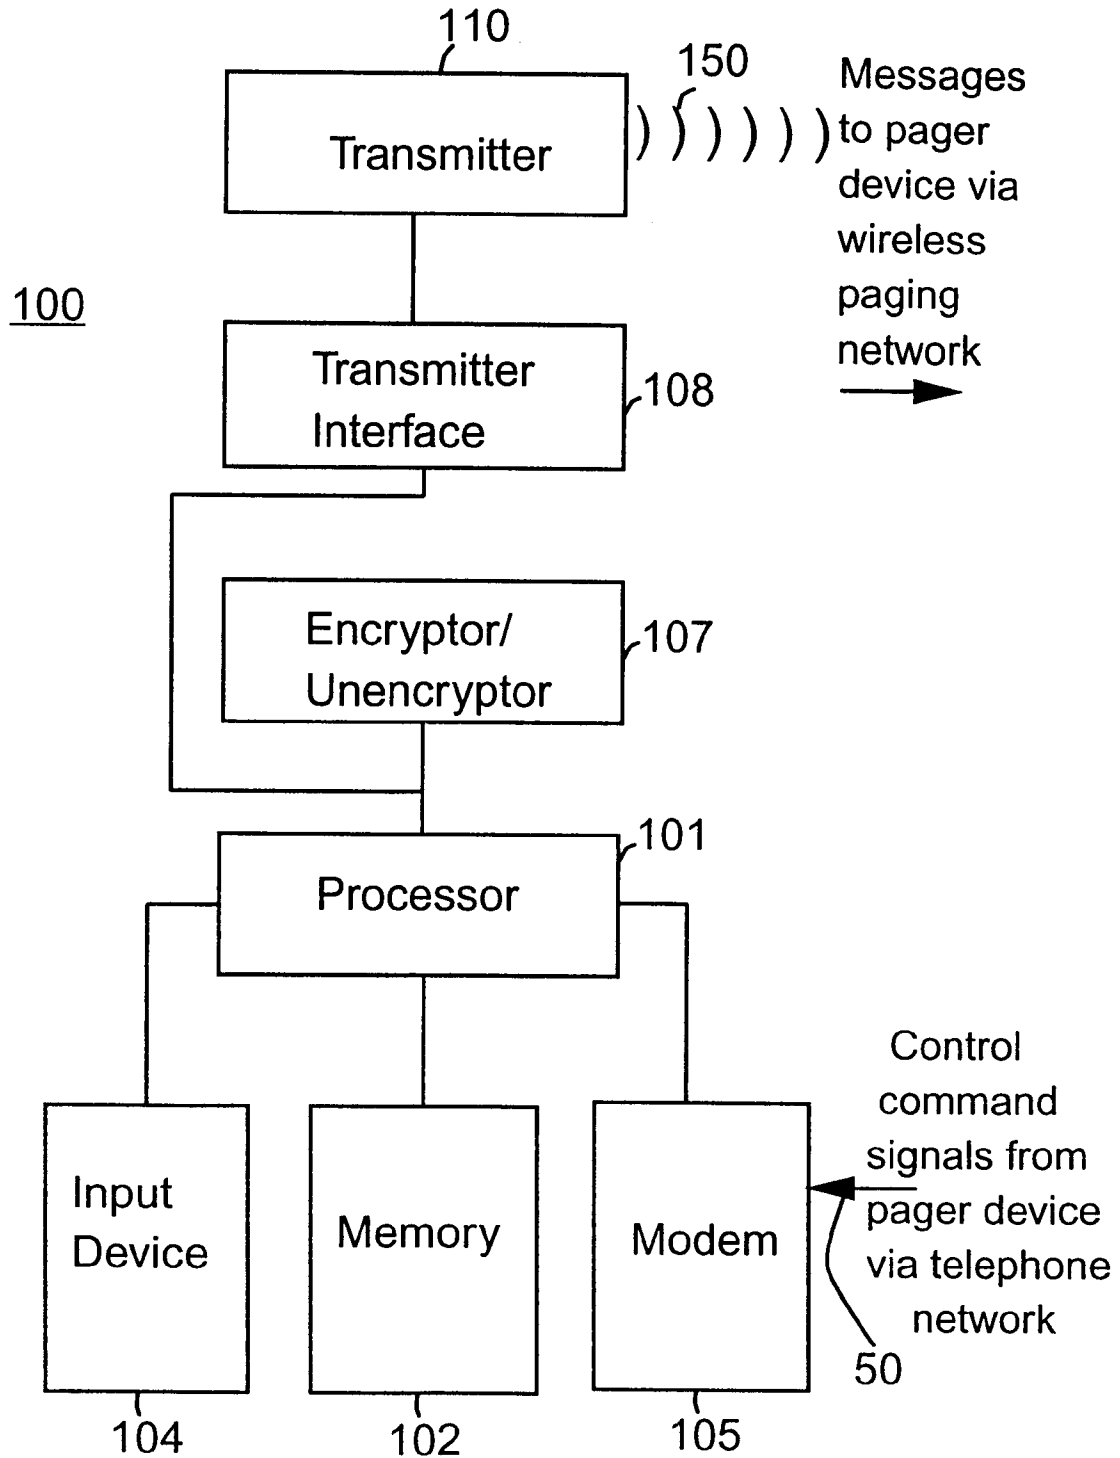 110
150
Messages
to pager
device via
wireless
paging
network
Transmitter
100
Transmitter
Interface
108
Encryptor/
Unencryptor
107
101
Processor
Control
command
signals from
pager device
via telephone
network
50
Input
Device
Memory
Modem
104
102
105